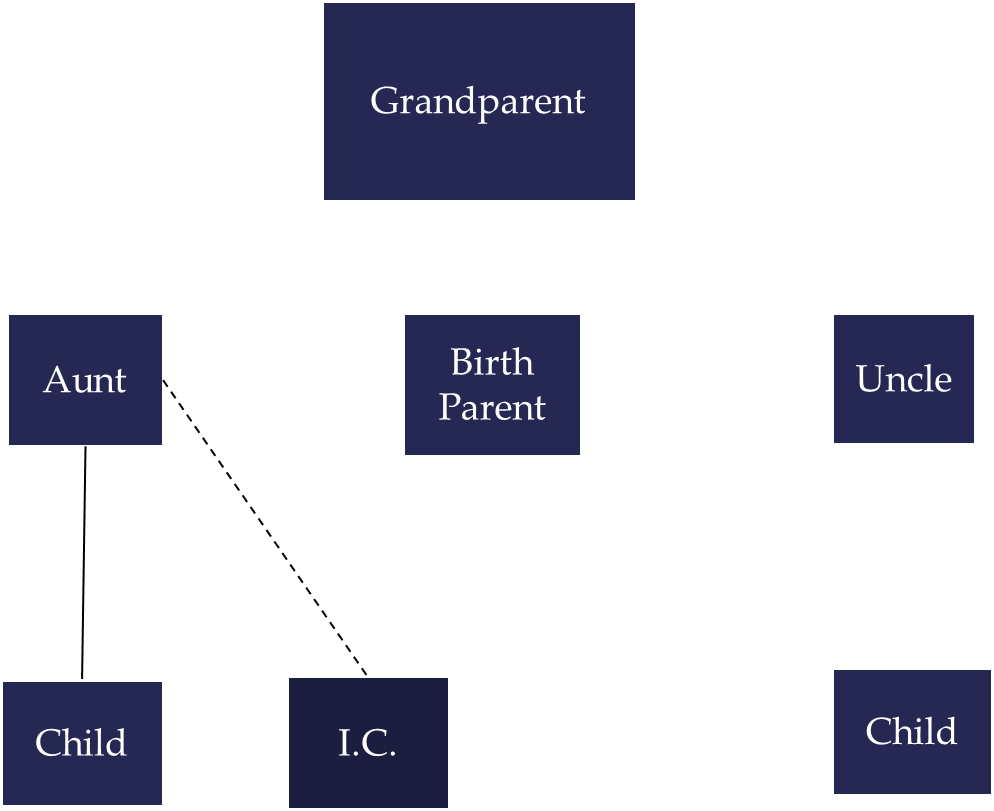 Grandparent
Aunt
Birth
Parent
Uncle
Child
I.C.
Child